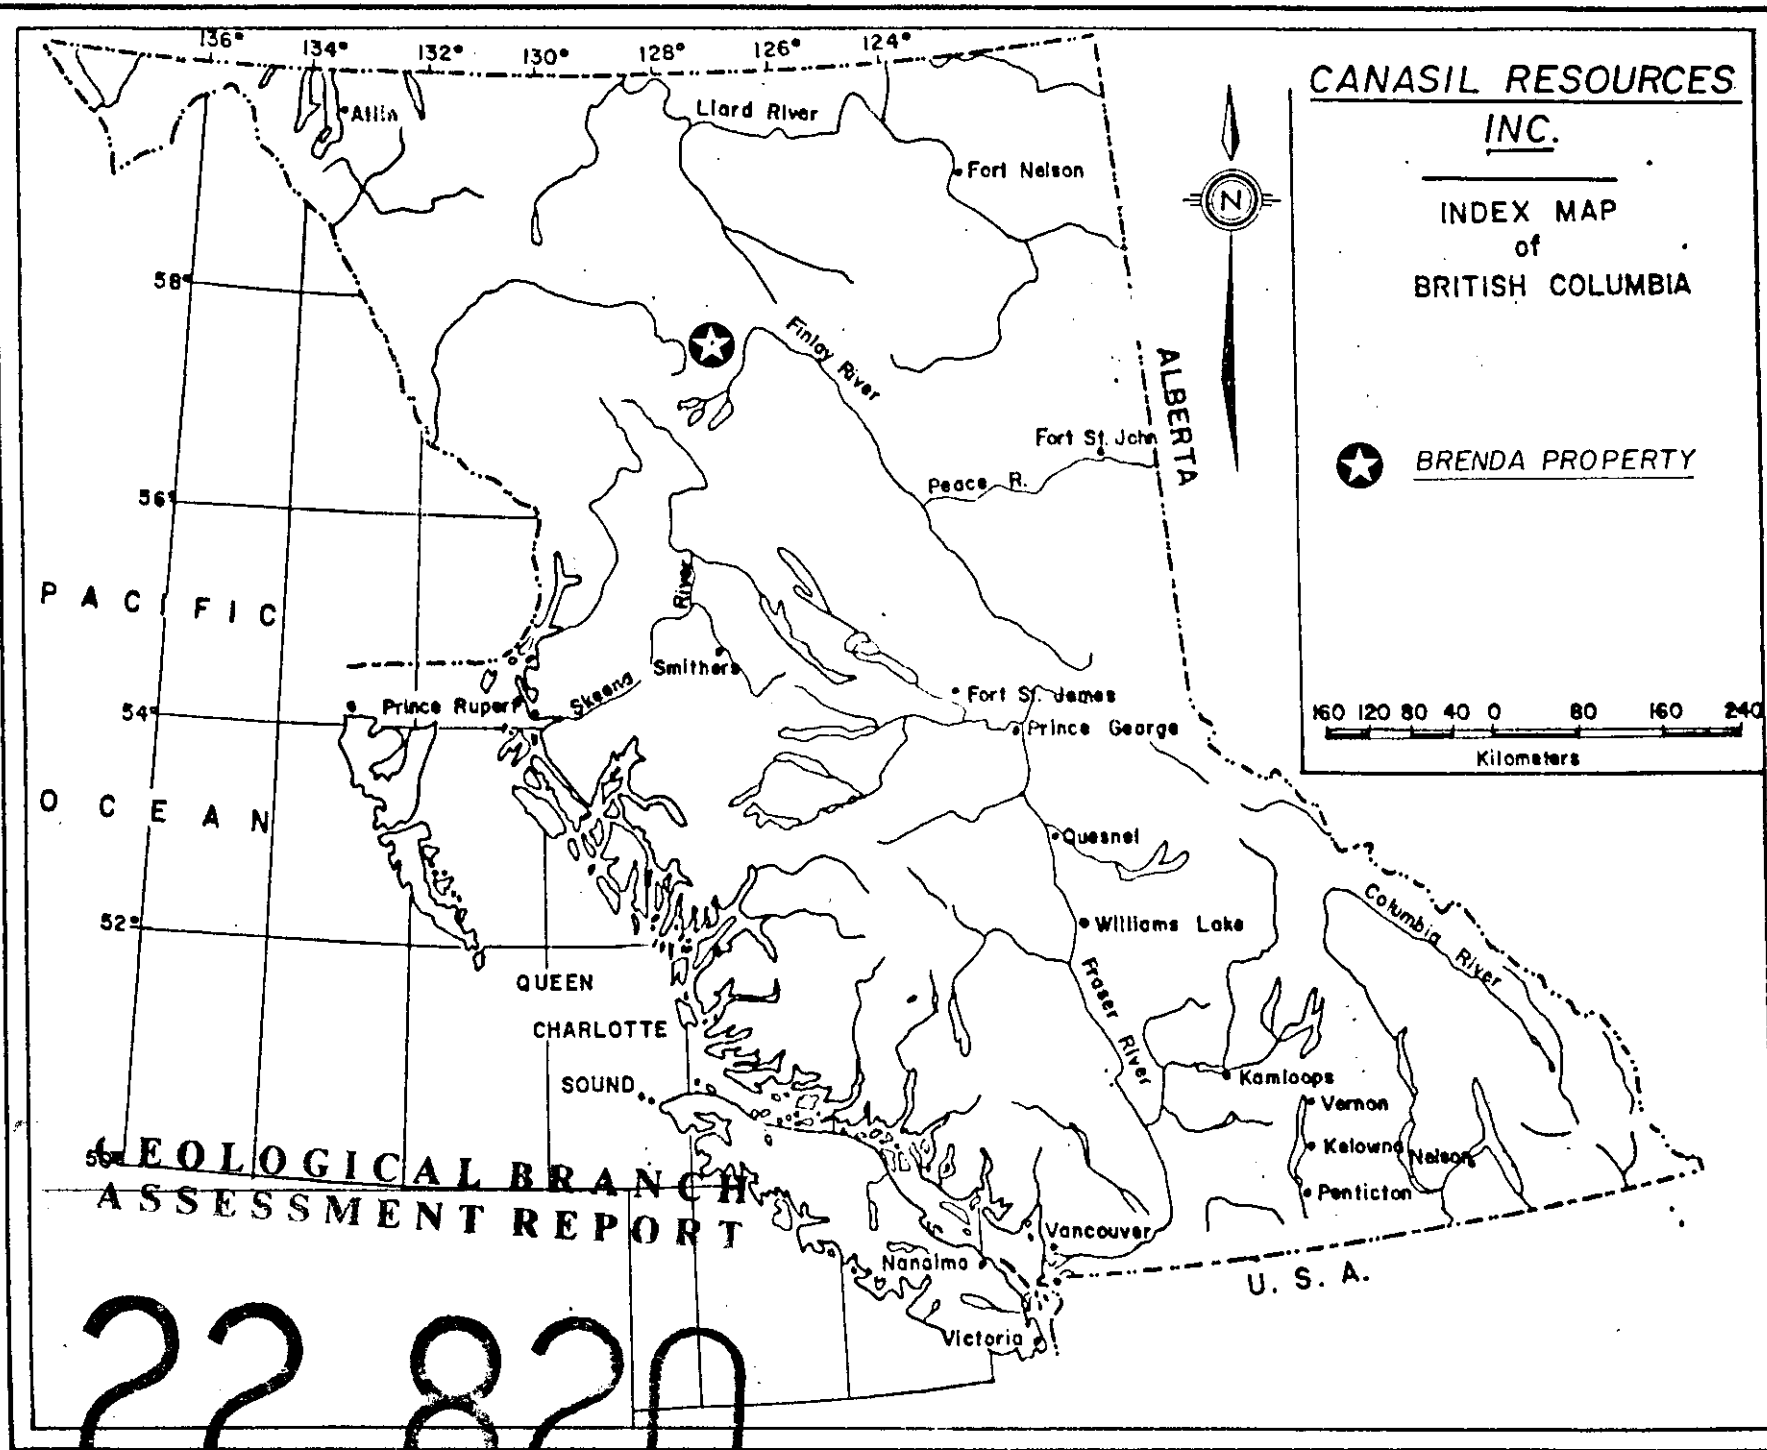 136° 134° 132° 130° 128° 126° 124°
CANASIL RESOURCES
INC.
INDEX MAP
of
BRITISH COLUMBIA
BRENDA PROPERTY
160 120 80 40 0 80 160 240
Kilometers
N
Atlin
Liard River
Fort Nelson
58°
Finlay River
ALBERTA
Fort St. John
Peace R.
56°
PACIFIC
River
Smithers
Skeena
Fort St. James
54°
Prince Rupert
Prince George
OCEAN
Quesnel
52°
Williams Lake
Columbia River
QUEEN
CHARLOTTE
SOUND
Fraser River
Kamloops
Vernon
Kelowna
Nelson
Penticton
50°
GEOLOGICAL BRANCH
ASSESSMENT REPORT
Vancouver
Nanaimo
U. S. A.
Victoria
22,820